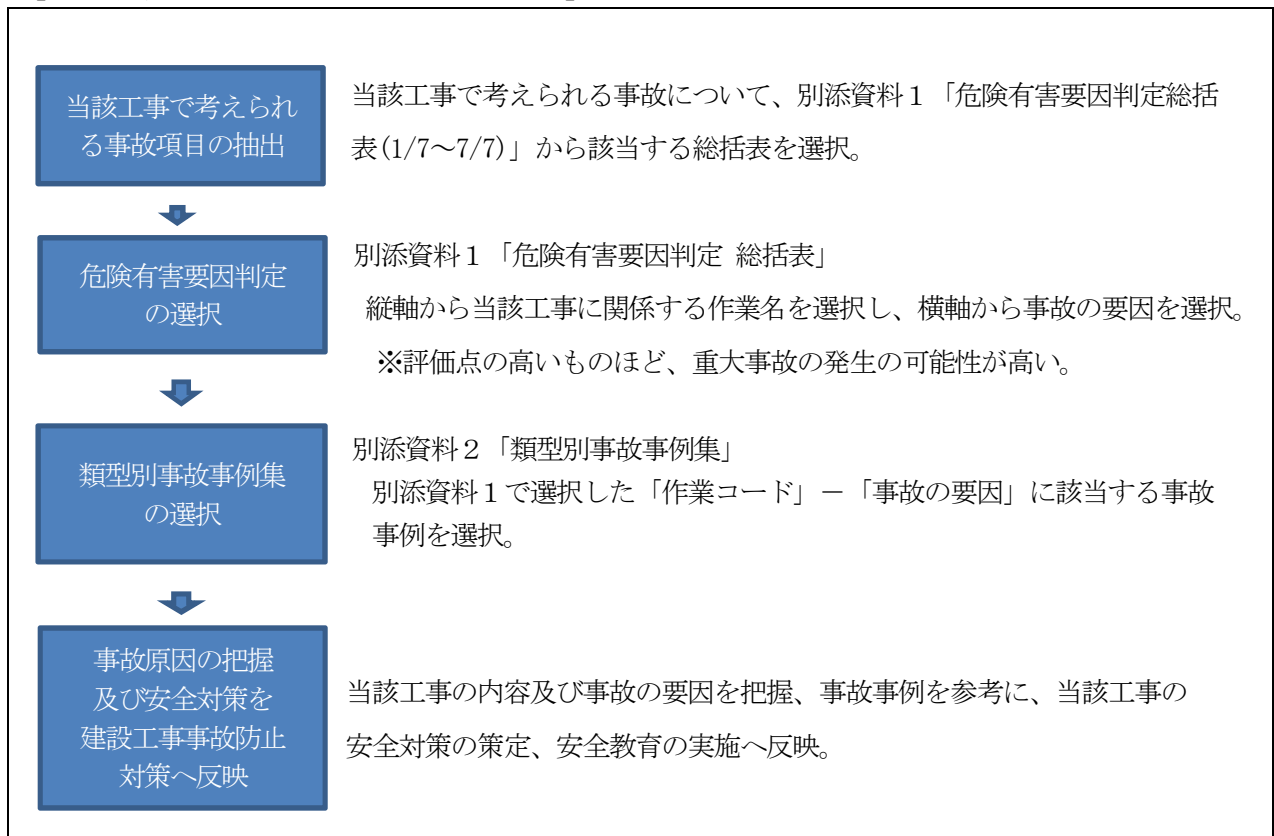 当該工事で考えられ
る事故項目の抽出
当該工事で考えられる事故について、別添資料１「危険有害要因判定総括
表(1/7～7/7)」から該当する総括表を選択。
危険有害要因判定
の選択
別添資料１「危険有害要因判定 総括表」
縦軸から当該工事に関係する作業名を選択し、横軸から事故の要因を選択。
※評価点の高いものほど、重大事故の発生の可能性が高い。
類型別事故事例集
の選択
別添資料２「類型別事故事例集」
別添資料１で選択した「作業コード」－「事故の要因」に該当する事故
事例を選択。
事故原因の把握
及び安全対策を
建設工事事故防止
対策へ反映
当該工事の内容及び事故の要因を把握、事故事例を参考に、当該工事の
安全対策の策定、安全教育の実施へ反映。